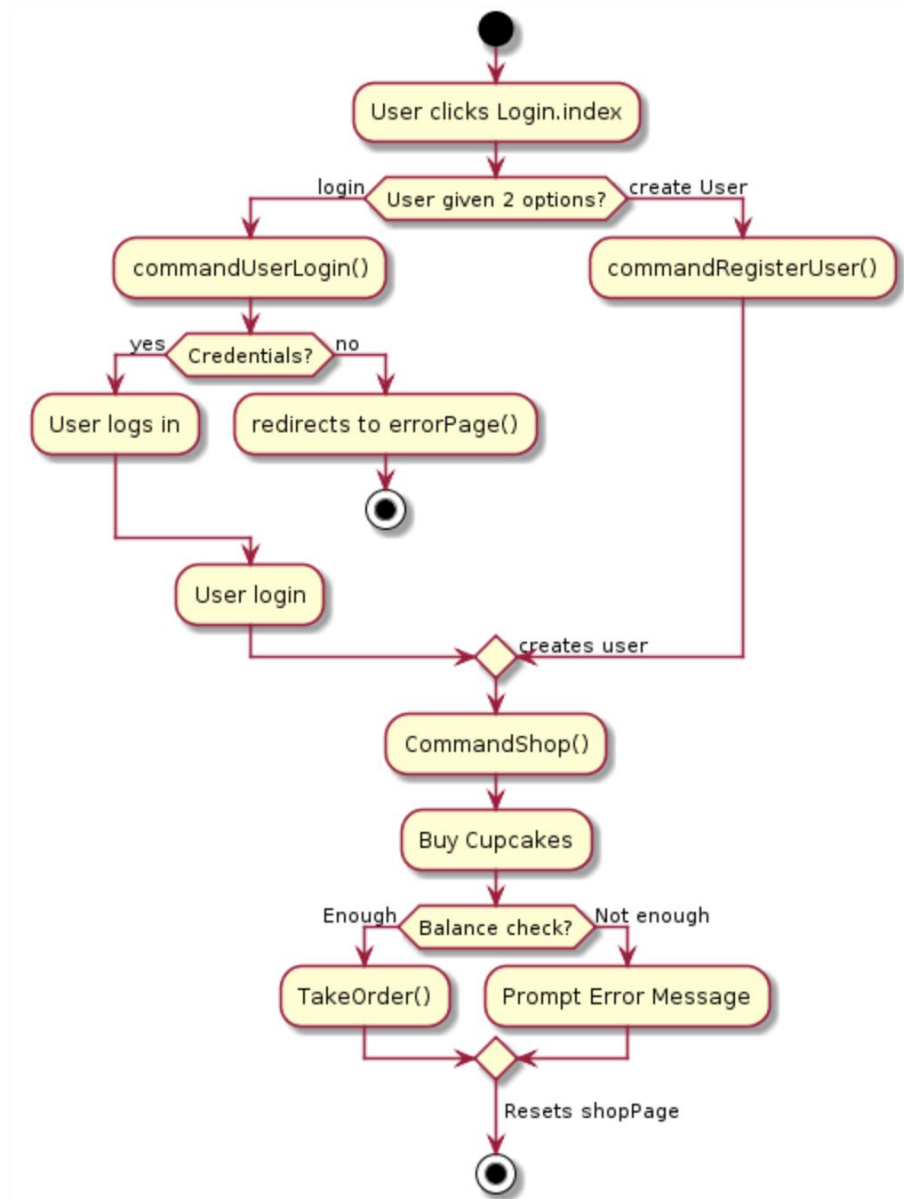 User clicks Login.index
login
User given 2 options?
create User
commandUserLogin()
commandRegisterUser()
yes
Credentials?
no
User logs in
redirects to errorPage()
User login
creates user
CommandShop()
Buy Cupcakes
Enough
Balance check?
Not enough
TakeOrder()
Prompt Error Message
Resets shopPage